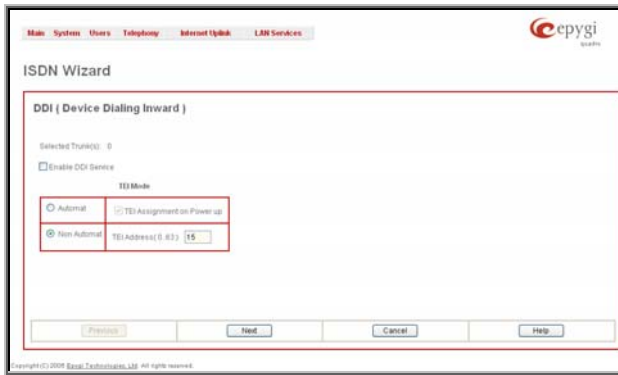 Main System Users Telephony Internet Uplink LAN Services
epygi
quadro
ISDN Wizard
DDI ( Device Dialing Inward )
Selected Trunk(s): 0
Enable DDI Service
TEI Mode
Automat TEI Assignment on Power up
Non Automat TEI Address( 0..63 ) 15
Previous Next Cancel Help
Copyright (C) 2008 Epygi Technologies, Ltd. All rights reserved.